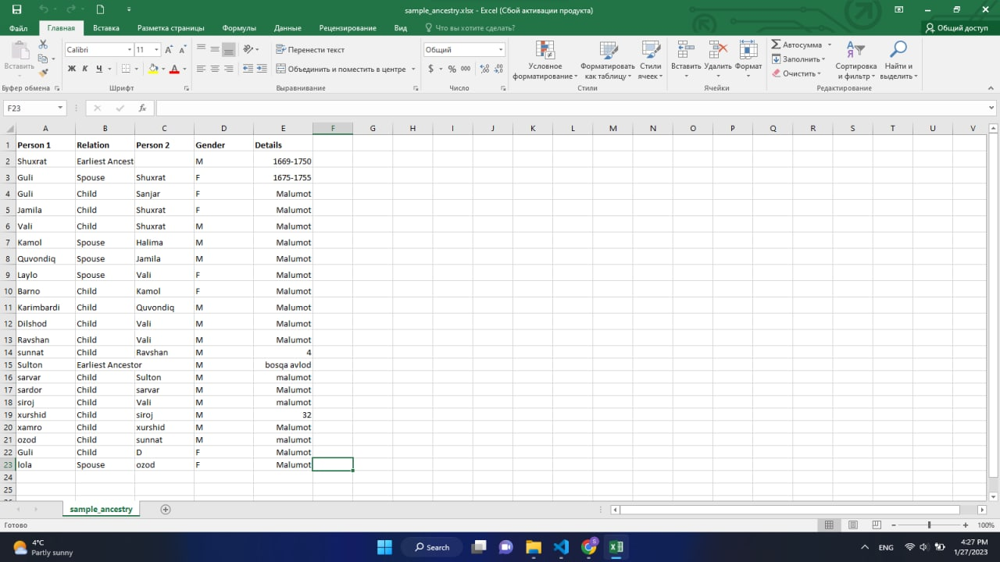 sample_ancestry.xlsx - Excel (Сбой активации продукта)
Файл Главная Вставка Разметка страницы Формулы Данные Рецензирование Вид Что вы хотите сделать? Общий доступ
Вставить
Calibri 11
Ж К Ч
Перенести текст
Объединить и поместить в центре
Общий
$ % 000
Условное форматирование
Форматировать как таблицу
Стили ячеек
Вставить Удалить Формат
Автосумма
Заполнить
Очистить
Сортировка и фильтр
Найти и выделить
Буфер обмена Шрифт Выравнивание Число Стили Ячейки Редактирование
F23 fx
A B C D E F G H I J K L M N O P Q R S T U V
1 Person 1 Relation Person 2 Gender Details
2 Shuxrat Earliest Ancest M 1669-1750
3 Guli Spouse Shuxrat F 1675-1755
4 Guli Child Sanjar F Malumot
5 Jamila Child Shuxrat F Malumot
6 Vali Child Shuxrat M Malumot
7 Kamol Spouse Halima M Malumot
8 Quvondiq Spouse Jamila M Malumot
9 Laylo Spouse Vali F Malumot
10 Barno Child Kamol F Malumot
11 Karimbardi Child Quvondiq M Malumot
12 Dilshod Child Vali M Malumot
13 Ravshan Child Vali M Malumot
14 sunnat Child Ravshan M 4
15 Sulton Earliest Ancestor M bosqa avlod
16 sarvar Child Sulton M malumot
17 sardor Child sarvar M Malumot
18 siroj Child Vali M malumot
19 xurshid Child siroj M 32
20 xamro Child xurshid M Malumot
21 ozod Child sunnat M malumot
22 Guli Child D F Malumot
23 lola Spouse ozod F Malumot
24
25
sample_ancestry
Готово 100%
4°C
Partly sunny
Search
ENG
4:27 PM
1/27/2023